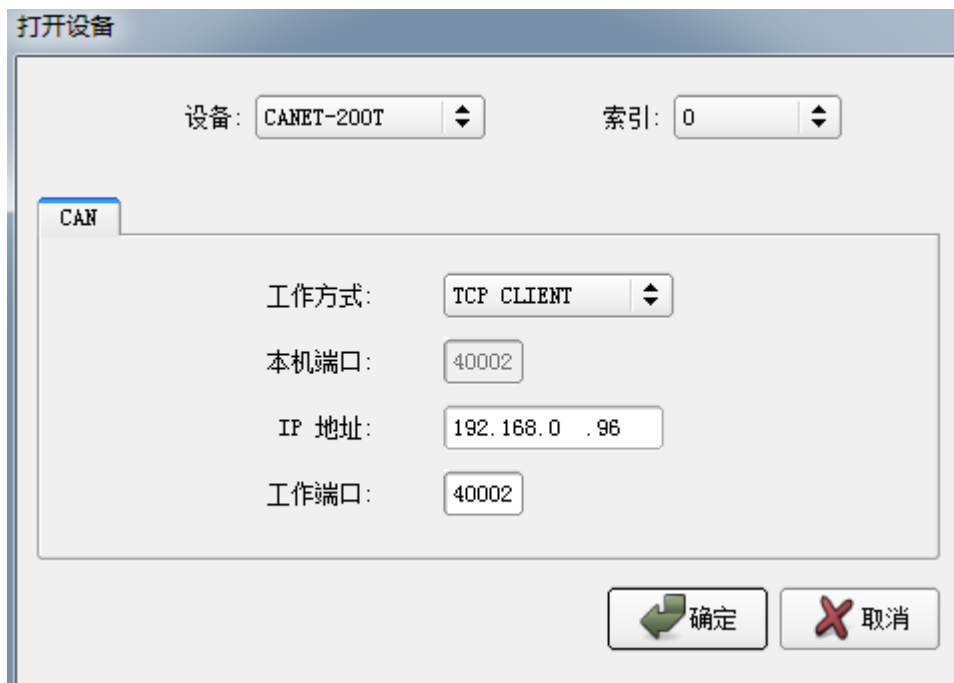 打开设备
设备: CANET-200T 索引: 0
CAN
工作方式: TCP CLIENT
本机端口: 40002
IP 地址: 192.168.0 .96
工作端口: 40002
确定 取消